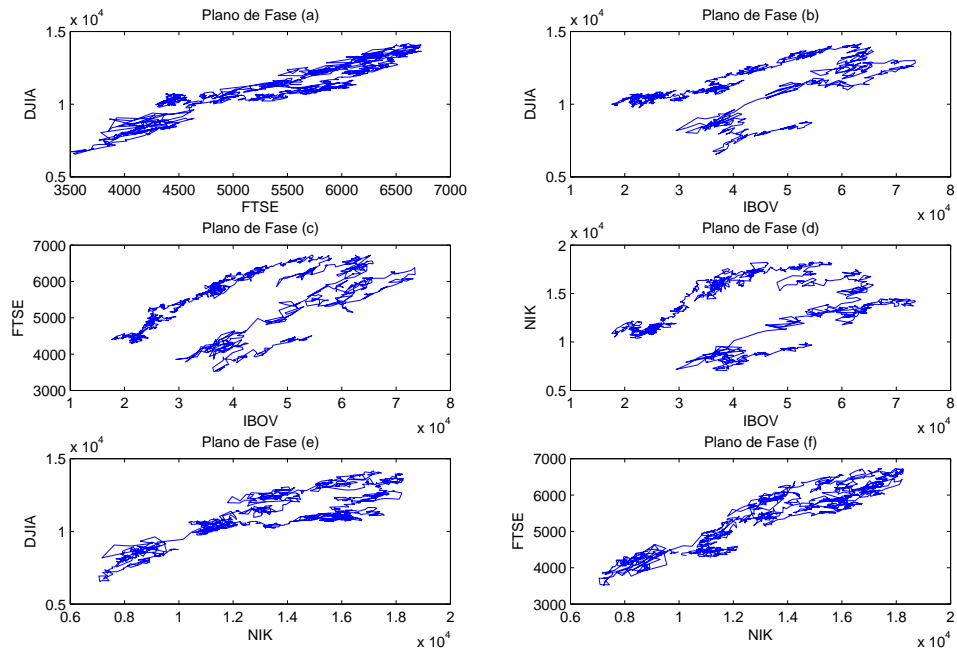 Plano de Fase (a)
x 10^4
1.5
1
0.5
DJIA
3500 4000 4500 5000 5500 6000 6500 7000
FTSE
Plano de Fase (b)
x 10^4
1.5
1
0.5
DJIA
1 2 3 4 5 6 7 8
IBOV
x 10^4
Plano de Fase (c)
7000
6000
5000
4000
3000
FTSE
1 2 3 4 5 6 7 8
IBOV
x 10^4
Plano de Fase (d)
x 10^4
2
1.5
1
0.5
NIK
1 2 3 4 5 6 7 8
IBOV
x 10^4
Plano de Fase (e)
x 10^4
1.5
1
0.5
DJIA
0.6 0.8 1 1.2 1.4 1.6 1.8 2
NIK
x 10^4
Plano de Fase (f)
7000
6000
5000
4000
3000
FTSE
0.6 0.8 1 1.2 1.4 1.6 1.8 2
NIK
x 10^4